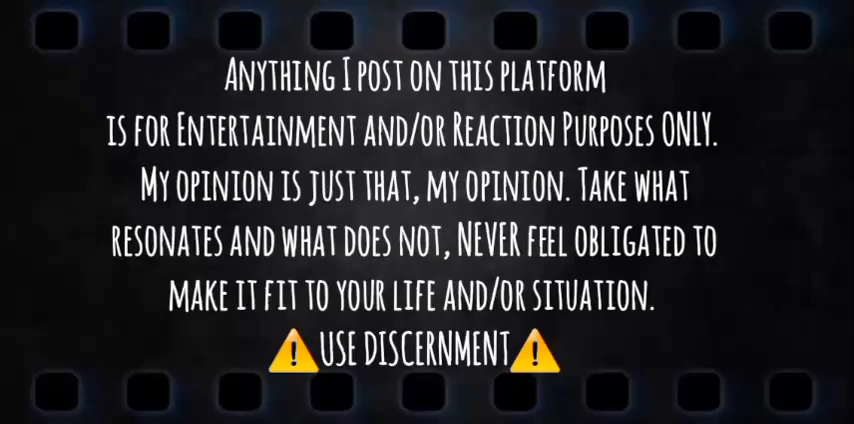 Anything I post on this platform
is for Entertainment and/or Reaction Purposes ONLY.
My opinion is just that, my opinion. Take what
resonates and what does not, NEVER feel obligated to
make it fit to your life and/or situation.
⚠️USE DISCERNMENT⚠️